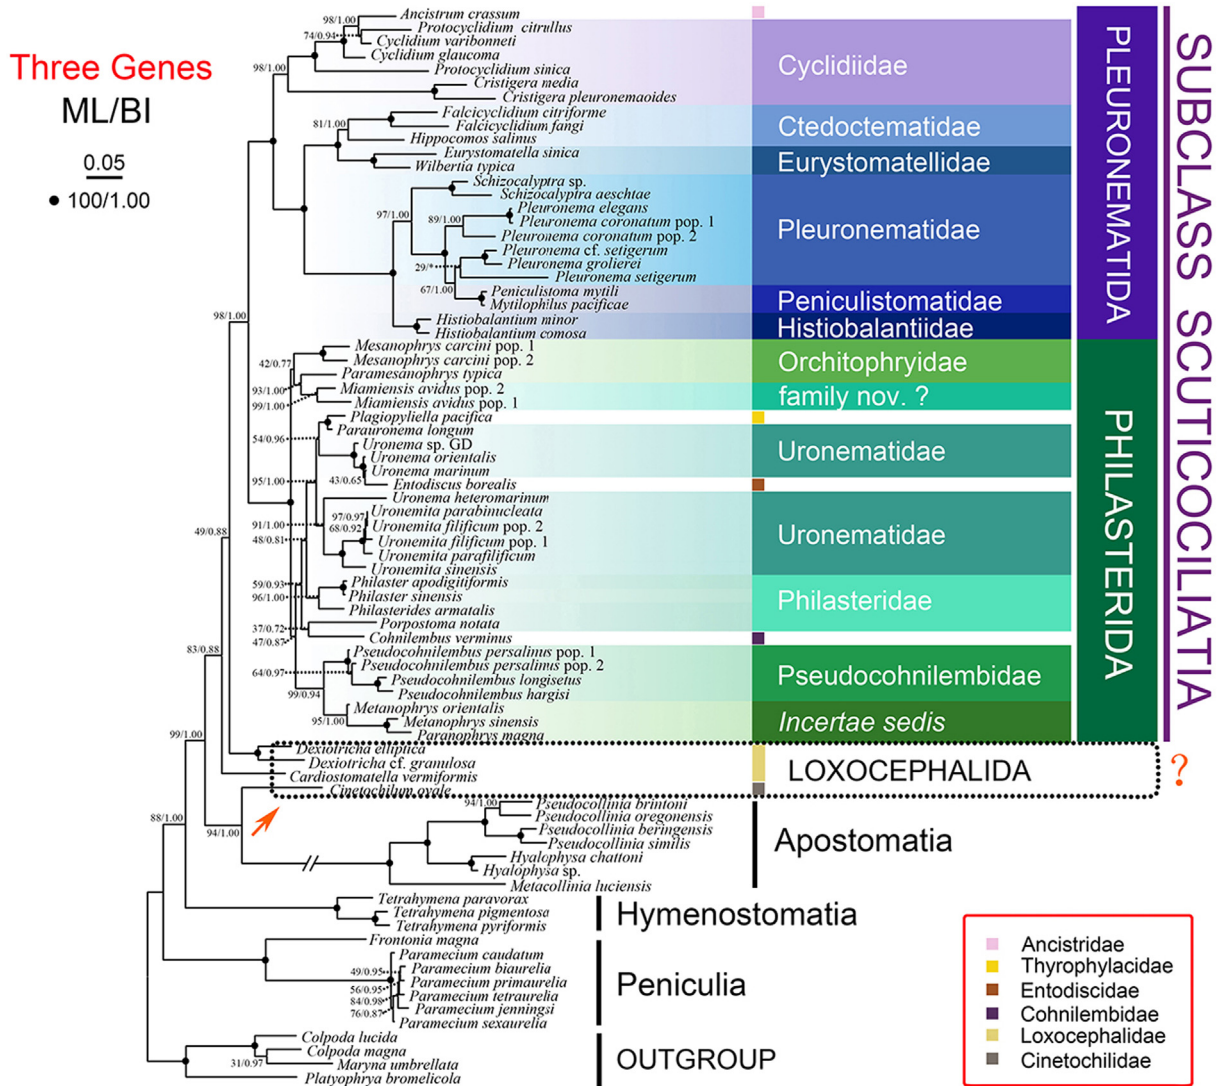 Three Genes
ML/BI
0.05
100/1.00
Ancistrum crassum
Protocyclidium citrullus
Cyclidium varibonneti
Cyclidium glaucoma
Protocyclidium sinica
Cristigera media
Cristigera pleuronemaoides
Falcicyclidium citriforme
Falcicyclidium fangi
Hippocomos salinus
Eurystomatella sinica
Wilbertia typica
Schizocalyptra sp.
Schizocalyptra aeschtae
Pleuronema elegans
Pleuronema coronatum pop. 1
Pleuronema coronatum pop. 2
Pleuronema cf. setigerum
Pleuronema grolierei
Pleuronema setigerum
Peniculistoma mytili
Mytilophilus pacificae
Histiobalantium minor
Histiobalantium comosa
Mesanophrys carcini pop. 1
Mesanophrys carcini pop. 2
Paramesanophrys typica
Miamiensis avidus pop. 2
Miamiensis avidus pop. 1
Plagiopyliella pacifica
Parauronema longum
Uronema sp. GD
Uronema orientalis
Uronema marinum
Entodiscus borealis
Uronema heteromarinum
Uronemita parabinucleata
Uronemita filificum pop. 2
Uronemita filificum pop. 1
Uronemita parafilificum
Uronemita sinensis
Philaster apodigitiformis
Philaster sinensis
Philasterides armatalis
Porpostoma notata
Cohnilembus verminus
Pseudocohnilembus persalinus pop. 1
Pseudocohnilembus persalinus pop. 2
Pseudocohnilembus longisetus
Pseudocohnilembus hargisi
Metanophrys orientalis
Metanophrys sinensis
Paranophrys magna
Dexiotricha elliptica
Dexiotricha cf. granulosa
Cardiostomatella vermiformis
Cinetochilum ovale
Pseudocollinia brintoni
Pseudocollinia oregonensis
Pseudocollinia beringensis
Pseudocollinia similis
Hyalophysa chattoni
Hyalophysa sp.
Metacollinia luciensis
Tetrahymena paravorax
Tetrahymena pigmentosa
Tetrahymena pyriformis
Frontonia magna
Paramecium caudatum
Paramecium biaurelia
Paramecium primaurelia
Paramecium tetraurelia
Paramecium jenningsi
Paramecium sexaurelia
Colpoda lucida
Colpoda magna
Maryna umbrellata
Platyophrya bromelicola
98/1.00
74/0.94
98/1.00
81/1.00
97/1.00
89/1.00
29/*
67/1.00
98/1.00
42/0.77
93/1.00
99/1.00
54/0.96
43/0.65
95/1.00
97/0.97
68/0.92
91/1.00
48/0.81
49/0.88
59/0.93
96/1.00
37/0.72
47/0.87
83/0.88
64/0.97
99/0.94
95/1.00
99/1.00
94/1.00
88/1.00
94/1.00
49/0.95
56/0.95
84/0.98
76/0.87
31/0.97
Cyclidiidae
Ctedoctematidae
Eurystomatellidae
Pleuronematidae
Peniculistomatidae
Histiobalantiidae
Orchitophryidae
family nov. ?
Uronematidae
Uronematidae
Philasteridae
Pseudocohnilembidae
Incertae sedis
LOXOCEPHALIDA
?
Apostomatia
Hymenostomatia
Peniculia
OUTGROUP
PLEURONEMATIDA
PHILASTERIDA
SUBCLASS SCUTICOCILIATIA
Ancistridae
Thyrophylacidae
Entodiscidae
Cohnilembidae
Loxocephalidae
Cinetochilidae